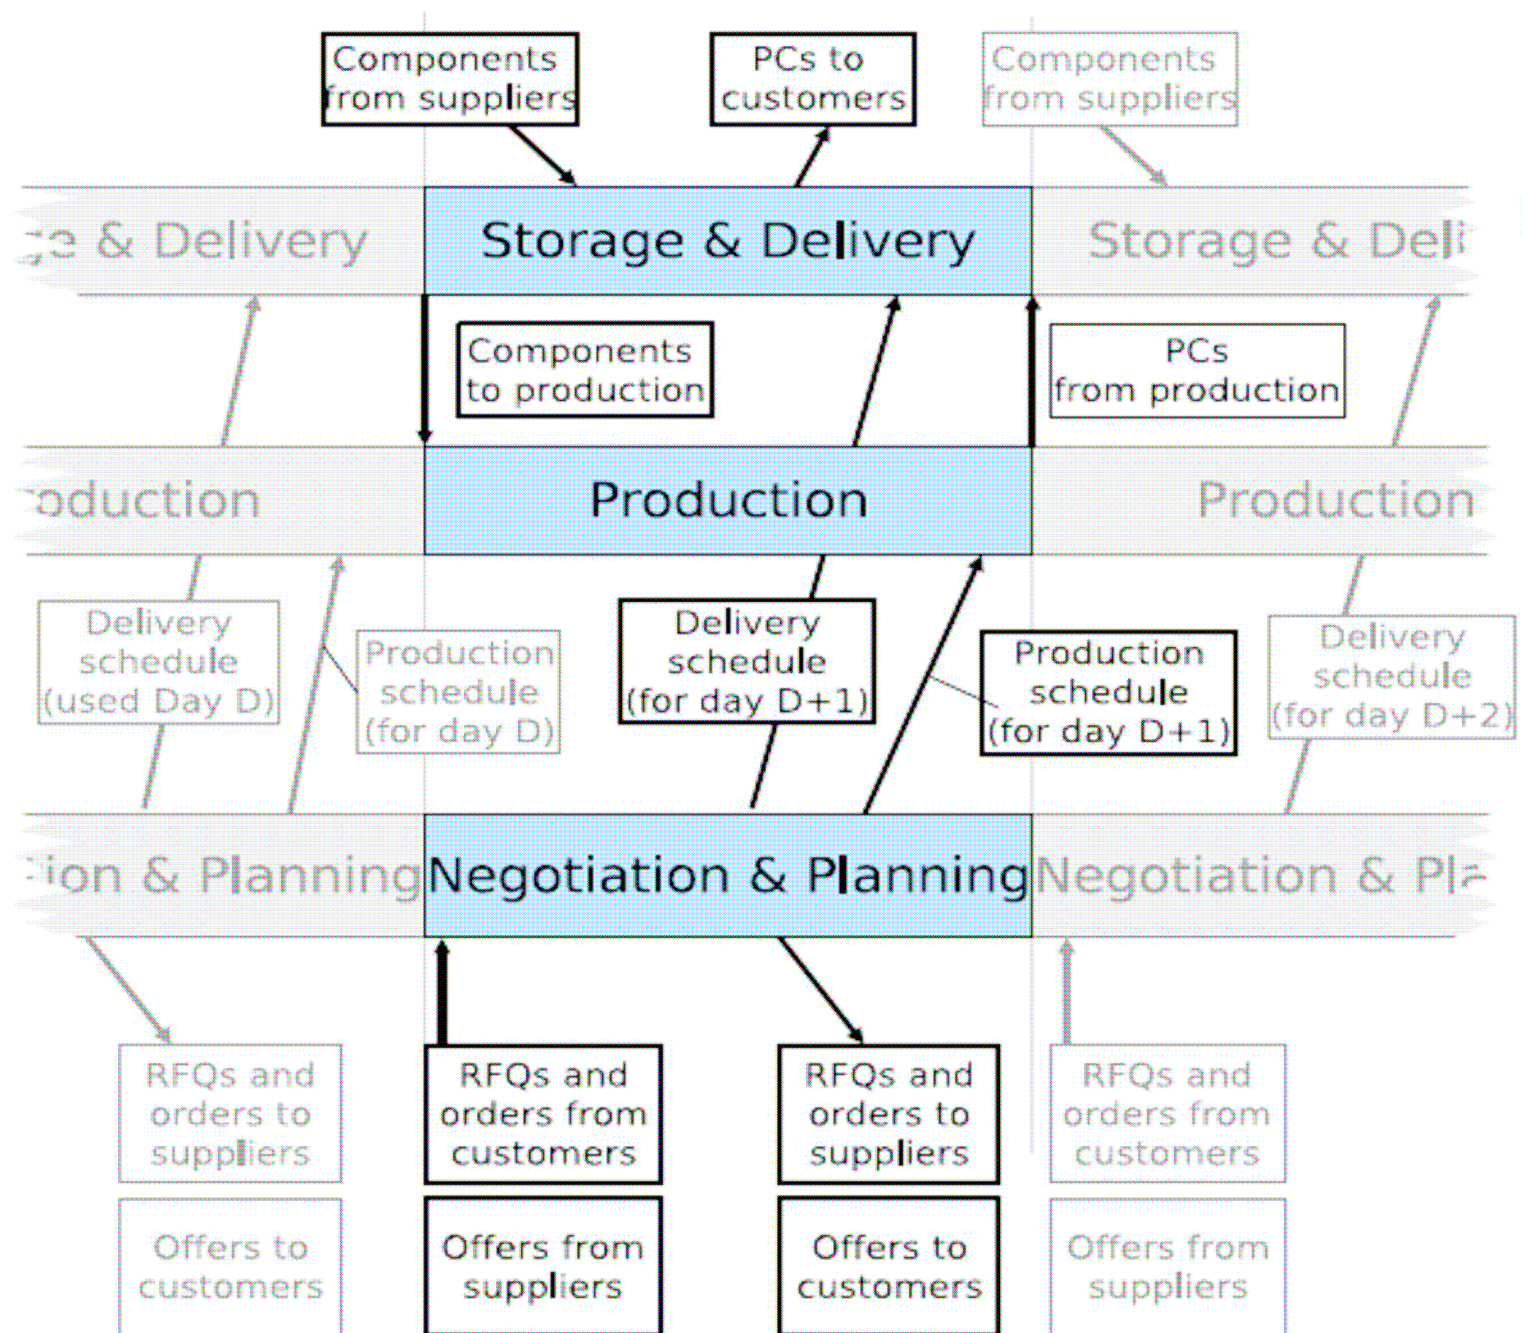 Components
from suppliers
PCs to
customers
Components
from suppliers
& Delivery
Storage & Delivery
Storage &
Components
to production
PCs
from production
Production
Production
Delivery
schedule
(used Day D)
Production
schedule
(for day D)
Delivery
schedule
(for day D+1)
Production
schedule
(for day D+1)
Delivery
schedule
(for day D+2)
& Planning
Negotiation & Planning
Negotiation &
RFQs and
orders to
suppliers
RFQs and
orders from
customers
RFQs and
orders to
suppliers
RFQs and
orders from
customers
Offers to
customers
Offers from
suppliers
Offers to
customers
Offers from
suppliers